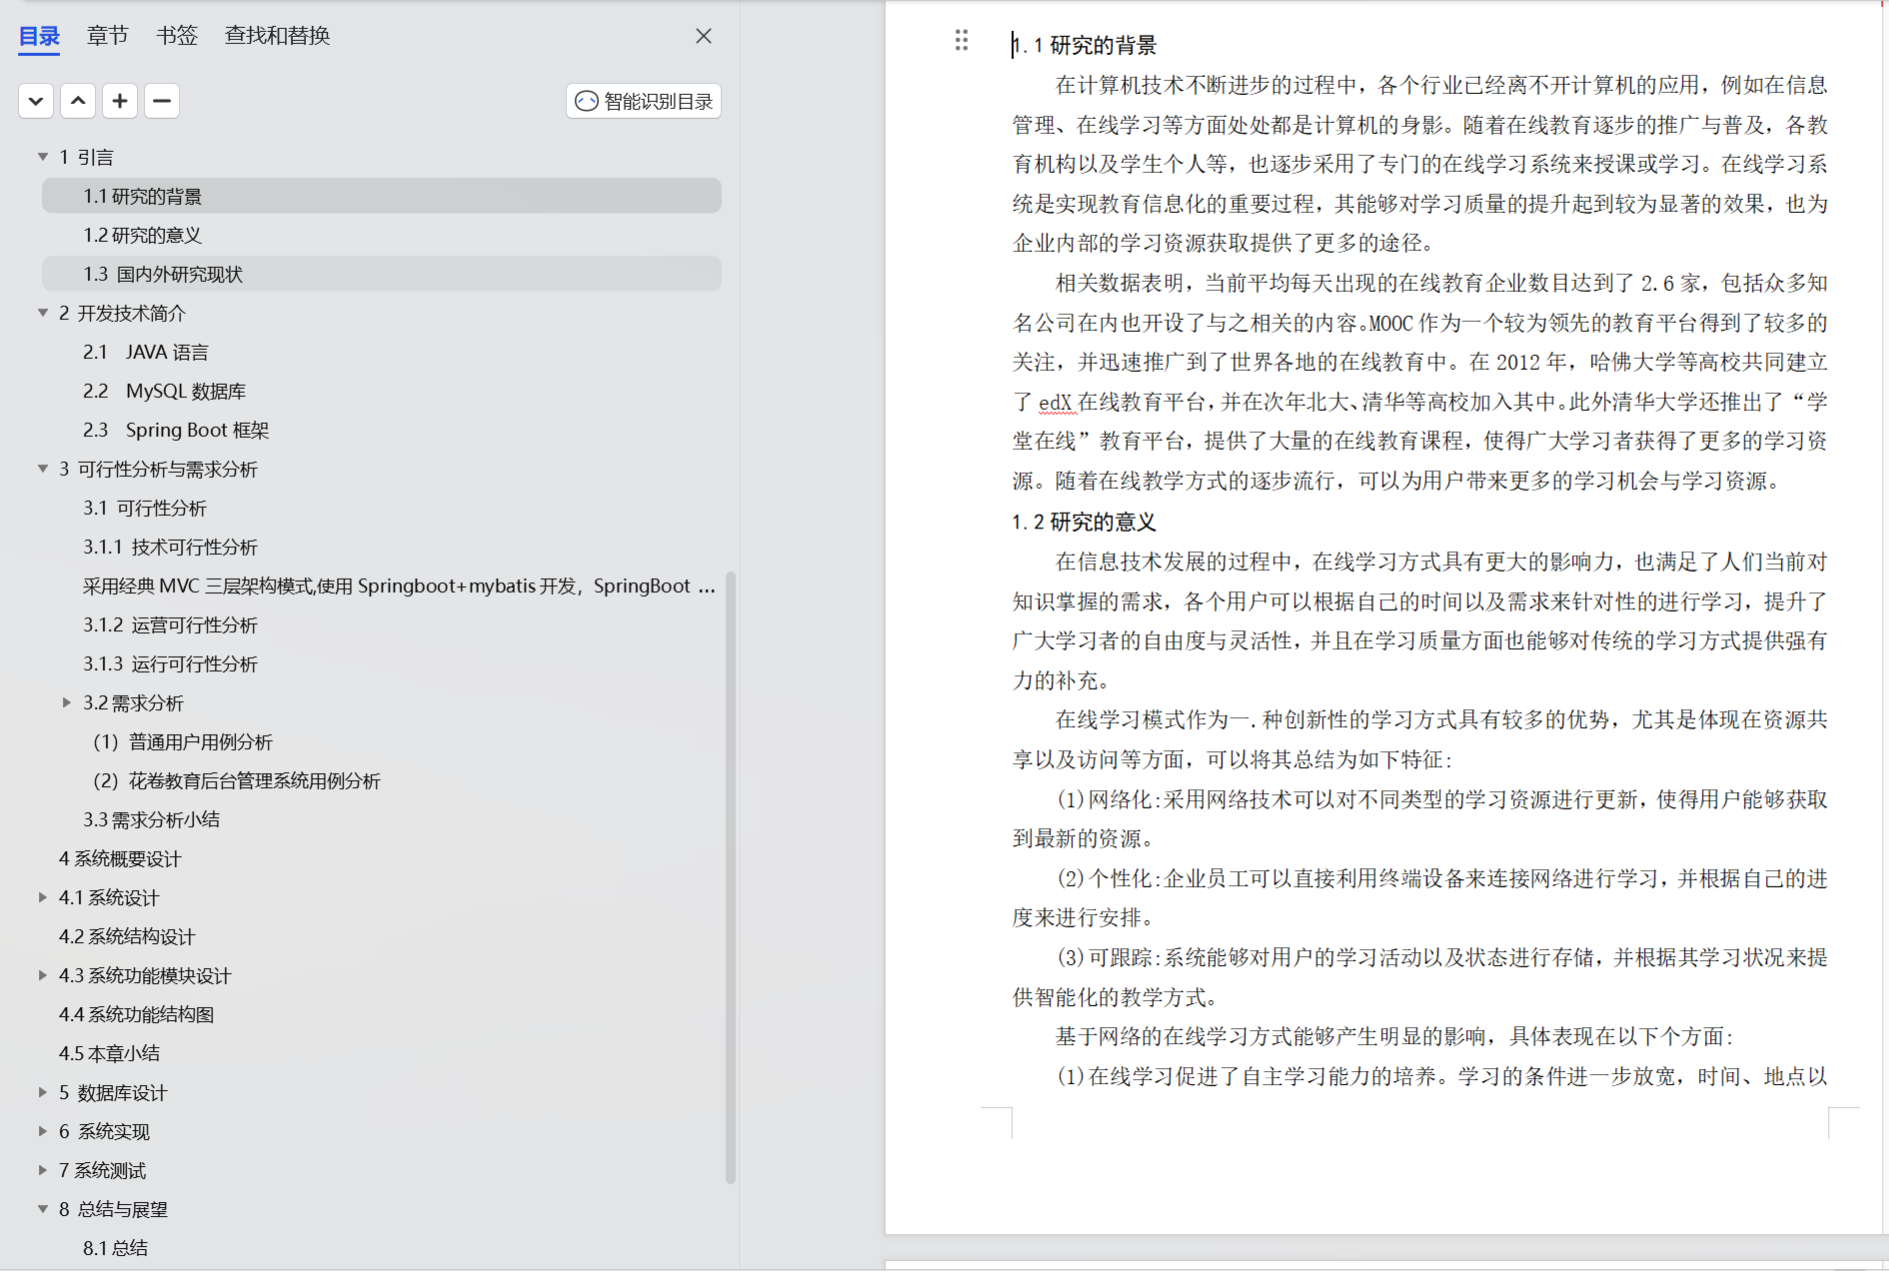 目录 章节 书签 查找和替换
智能识别目录
1 引言
1.1 研究的背景
1.2 研究的意义
1.3 国内外研究现状
2 开发技术简介
2.1 JAVA 语言
2.2 MySQL 数据库
2.3 Spring Boot 框架
3 可行性分析与需求分析
3.1 可行性分析
3.1.1 技术可行性分析
采用经典 MVC 三层架构模式,使用 Springboot+mybatis 开发，SpringBoot ...
3.1.2 运营可行性分析
3.1.3 运行可行性分析
3.2 需求分析
（1）普通用户用例分析
（2）花卷教育后台管理系统用例分析
3.3 需求分析小结
4 系统概要设计
4.1 系统设计
4.2 系统结构设计
4.3 系统功能模块设计
4.4 系统功能结构图
4.5 本章小结
5 数据库设计
6 系统实现
7 系统测试
8 总结与展望
8.1 总结
1.1 研究的背景
在计算机技术不断进步的过程中，各个行业已经离不开计算机的应用，例如在信息
管理、在线学习等方面处处都是计算机的身影。随着在线教育逐步的推广与普及，各教
育机构以及学生个人等，也逐步采用了专门的在线学习系统来授课或学习。在线学习系
统是实现教育信息化的重要过程，其能够对学习质量的提升起到较为显著的效果，也为
企业内部的学习资源获取提供了更多的途径。
相关数据表明，当前平均每天出现的在线教育企业数目达到了 2.6 家，包括众多知
名公司在内也开设了与之相关的内容。MOOC 作为一个较为领先的教育平台得到了较多的
关注，并迅速推广到了世界各地的在线教育中。在 2012 年，哈佛大学等高校共同建立
了 edX 在线教育平台，并在次年北大、清华等高校加入其中。此外清华大学还推出了“学
堂在线”教育平台，提供了大量的在线教育课程，使得广大学习者获得了更多的学习资
源。随着在线教学方式的逐步流行，可以为用户带来更多的学习机会与学习资源。
1.2 研究的意义
在信息技术发展的过程中，在线学习方式具有更大的影响力，也满足了人们当前对
知识掌握的需求，各个用户可以根据自己的时间以及需求来针对性的进行学习，提升了
广大学习者的自由度与灵活性，并且在学习质量方面也能够对传统的学习方式提供强有
力的补充。
在线学习模式作为一.种创新性的学习方式具有较多的优势，尤其是体现在资源共
享以及访问等方面，可以将其总结为如下特征:
(1)网络化:采用网络技术可以对不同类型的学习资源进行更新，使得用户能够获取
到最新的资源。
(2)个性化:企业员工可以直接利用终端设备来连接网络进行学习，并根据自己的进
度来进行安排。
(3)可跟踪:系统能够对用户的学习活动以及状态进行存储，并根据其学习状况来提
供智能化的教学方式。
基于网络的在线学习方式能够产生明显的影响，具体表现在以下个方面:
(1)在线学习促进了自主学习能力的培养。学习的条件进一步放宽，时间、地点以